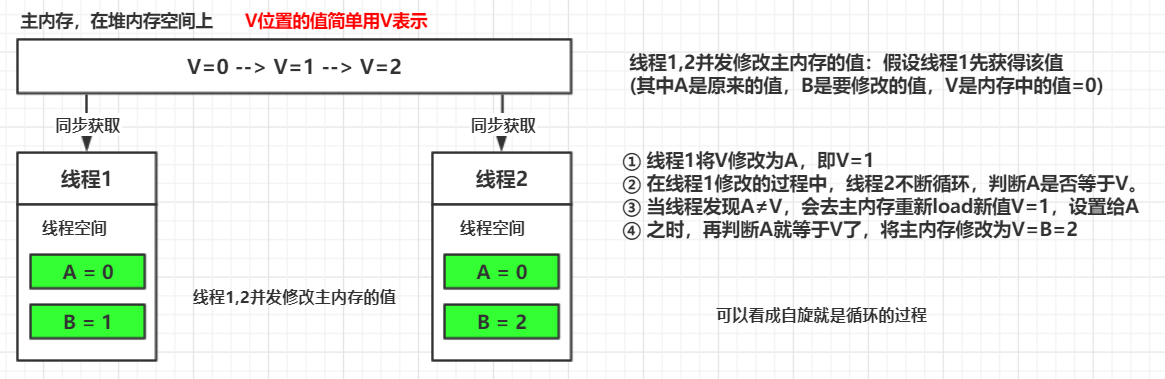 主内存，在堆内存空间上 V位置的值简单用V表示
V=0 --> V=1 --> V=2
同步获取
同步获取
线程1
线程空间
A = 0
B = 1
线程1,2并发修改主内存的值
线程2
线程空间
A = 0
B = 2
线程1,2并发修改主内存的值：假设线程1先获得该值
(其中A是原来的值，B是要修改的值，V是内存中的值=0)
① 线程1将V修改为A，即V=1
② 在线程1修改的过程中，线程2不断循环，判断A是否等于V。
③ 当线程发现A≠V，会去主内存重新load新值V=1，设置给A
④ 之时，再判断A就等于V了，将主内存修改为V=B=2
可以看成自旋就是循环的过程